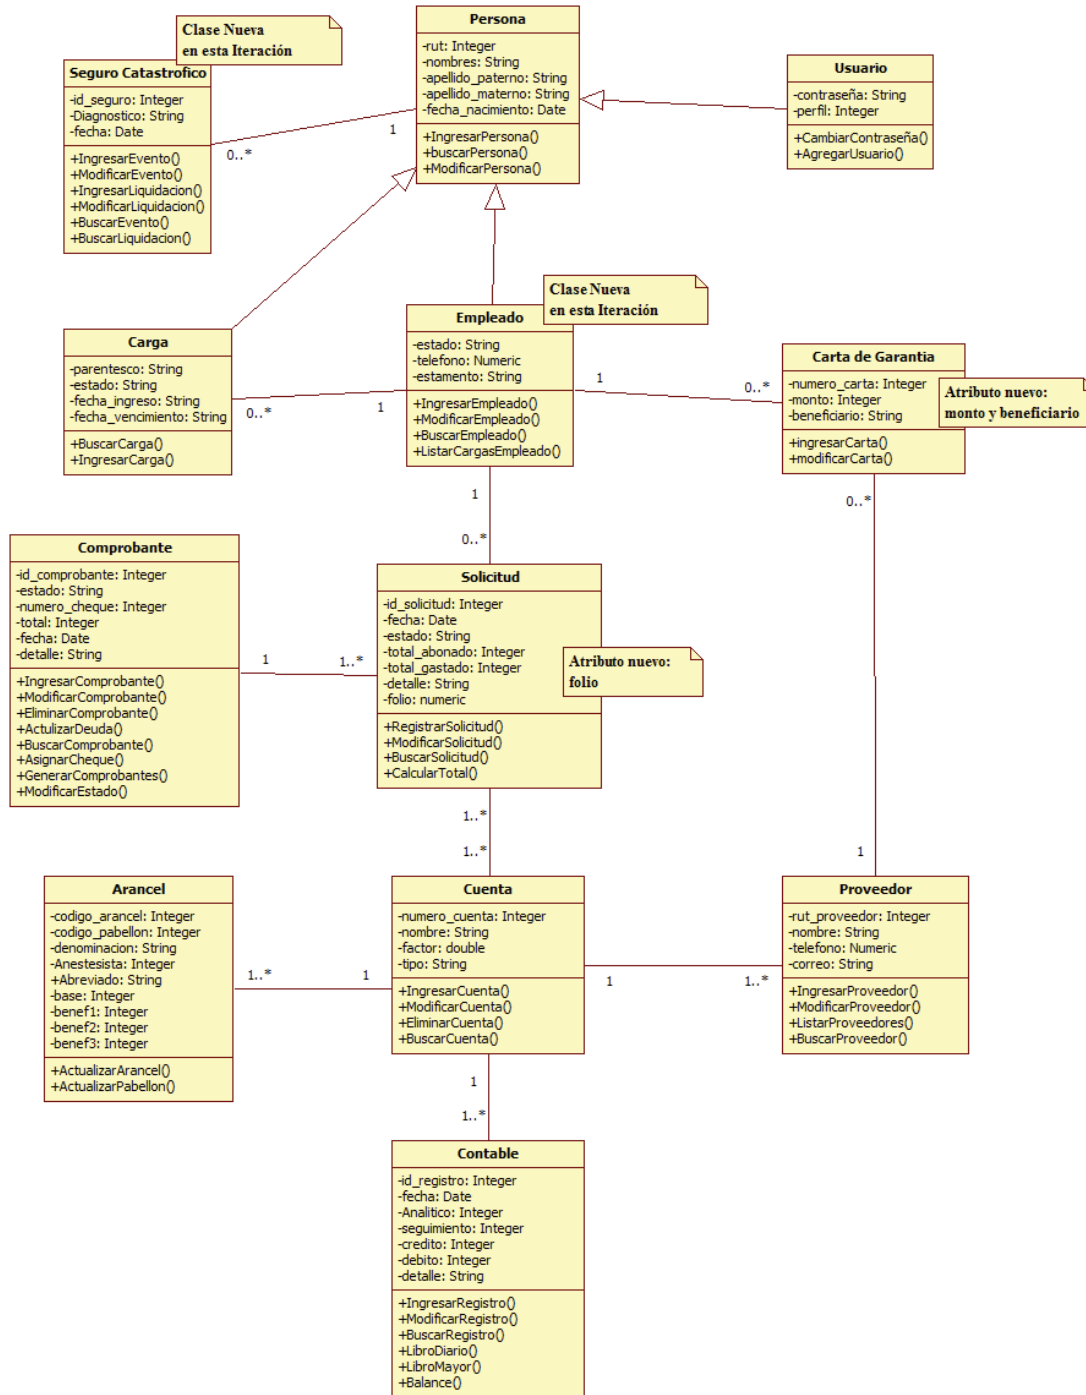 Clase Nueva
en esta Iteración
Seguro Catastrofico
-id_seguro: Integer
-Diagnostico: String
-fecha: Date
+IngresarEvento()
+ModificarEvento()
+IngresarLiquidacion()
+ModificarLiquidacion()
+BuscarEvento()
+BuscarLiquidacion()
Persona
-rut: Integer
-nombres: String
-apellido_paterno: String
-apellido_materno: String
-fecha_nacimiento: Date
+IngresarPersona()
+buscarPersona()
+ModificarPersona()
Usuario
-contraseña: String
-perfil: Integer
+CambiarContraseña()
+AgregarUsuario()
1
0..*
Clase Nueva
en esta Iteración
Carga
-parentesco: String
-estado: String
-fecha_ingreso: String
-fecha_vencimiento: String
+BuscarCarga()
+IngresarCarga()
0..*
1
Empleado
-estado: String
-telefono: Numeric
-estamento: String
+IngresarEmpleado()
+ModificarEmpleado()
+BuscarEmpleado()
+ListarCargasEmpleado()
1
0..*
Carta de Garantia
-numero_carta: Integer
-monto: Integer
-beneficiario: String
+ingresarCarta()
+modificarCarta()
Atributo nuevo:
monto y beneficiario
1
0..*
0..*
Comprobante
-id_comprobante: Integer
-estado: String
-numero_cheque: Integer
-total: Integer
-fecha: Date
-detalle: String
+IngresarComprobante()
+ModificarComprobante()
+EliminarComprobante()
+ActulizarDeuda()
+BuscarComprobante()
+AsignarCheque()
+GenerarComprobantes()
+ModificarEstado()
1
1..*
Solicitud
-id_solicitud: Integer
-fecha: Date
-estado: String
-total_abonado: Integer
-total_gastado: Integer
-detalle: String
-folio: numeric
+RegistrarSolicitud()
+ModificarSolicitud()
+BuscarSolicitud()
+CalcularTotal()
Atributo nuevo:
folio
1..*
1..*
1
Arancel
-codigo_arancel: Integer
-codigo_pabellon: Integer
-denominacion: String
-Anestesista: Integer
+Abreviado: String
-base: Integer
-benef1: Integer
-benef2: Integer
-benef3: Integer
+ActualizarArancel()
+ActualizarPabellon()
1..*
1
Cuenta
-numero_cuenta: Integer
-nombre: String
-factor: double
-tipo: String
+IngresarCuenta()
+ModificarCuenta()
+EliminarCuenta()
+BuscarCuenta()
1
1..*
Proveedor
-rut_proveedor: Integer
-nombre: String
-telefono: Numeric
-correo: String
+IngresarProveedor()
+ModificarProveedor()
+ListarProveedores()
+BuscarProveedor()
1
1..*
Contable
-id_registro: Integer
-fecha: Date
-Analitico: Integer
-seguimiento: Integer
-credito: Integer
-debito: Integer
-detalle: String
+IngresarRegistro()
+ModificarRegistro()
+BuscarRegistro()
+LibroDiario()
+LibroMayor()
+Balance()